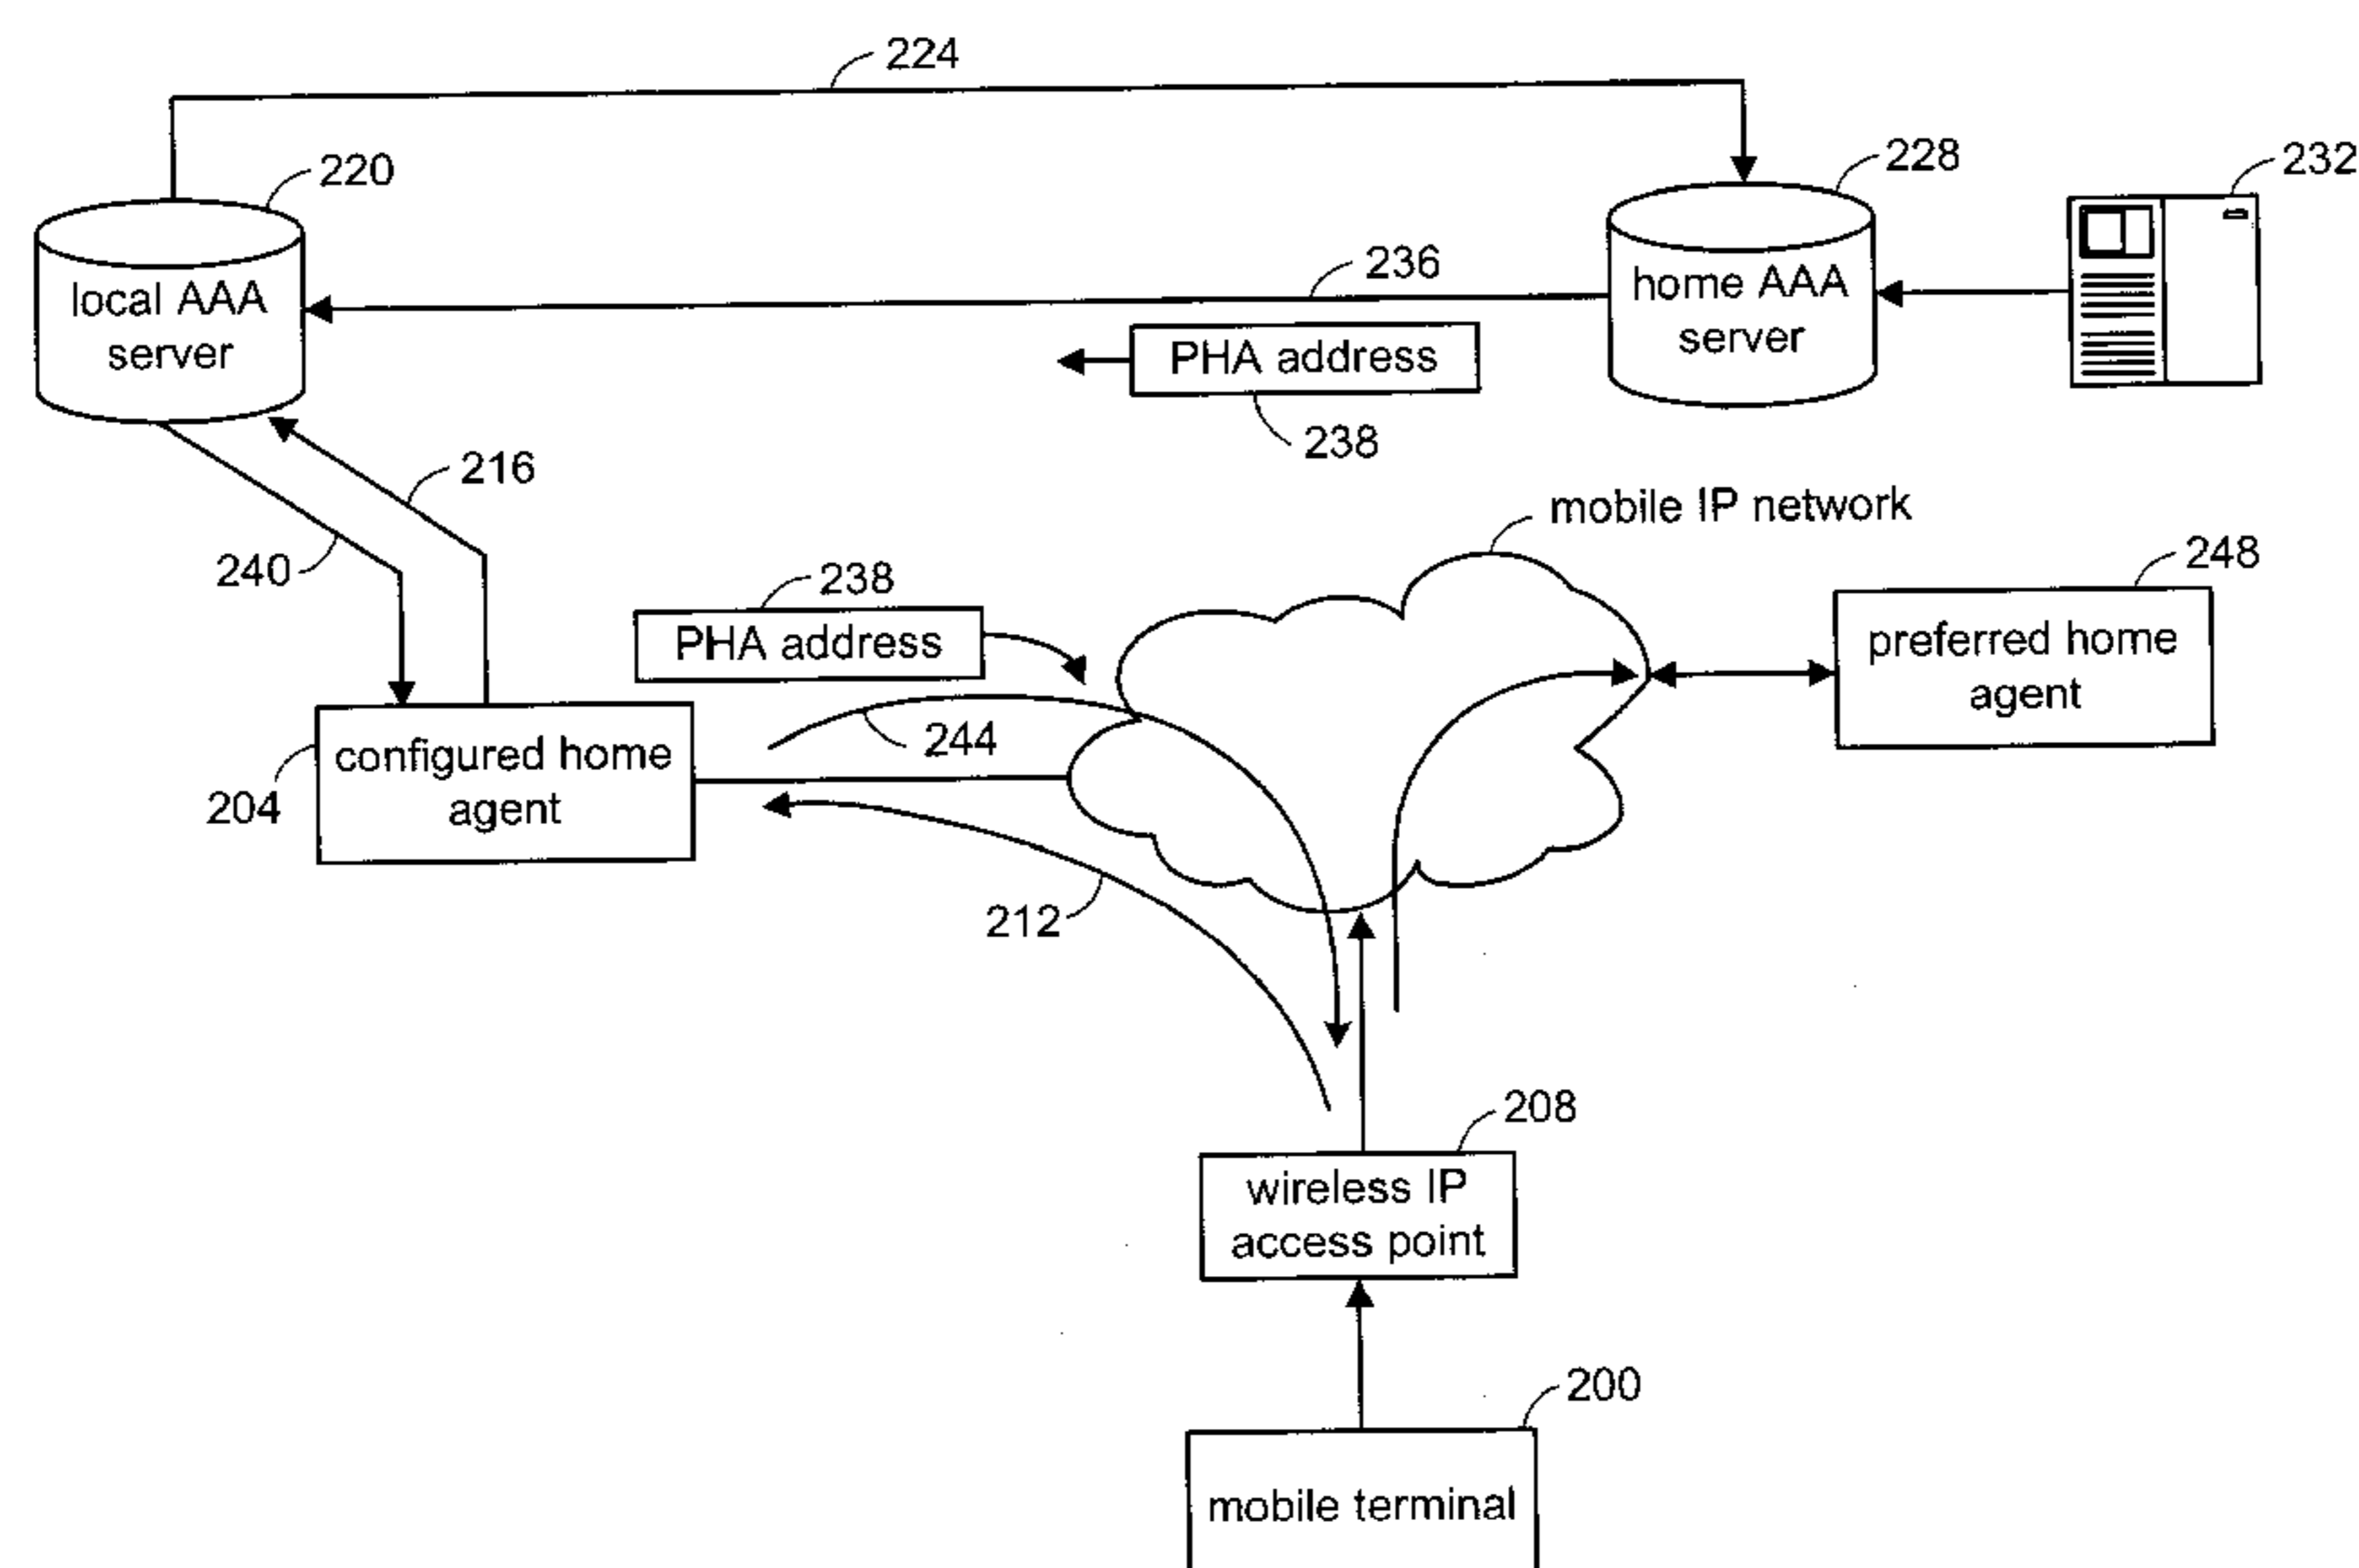 224
220
228
232
local AAA
server
236
home AAA
server
PHA address
238
216
240
mobile IP network
248
238
PHA address
preferred home
agent
244
configured home
agent
204
212
208
wireless IP
access point
200
mobile terminal